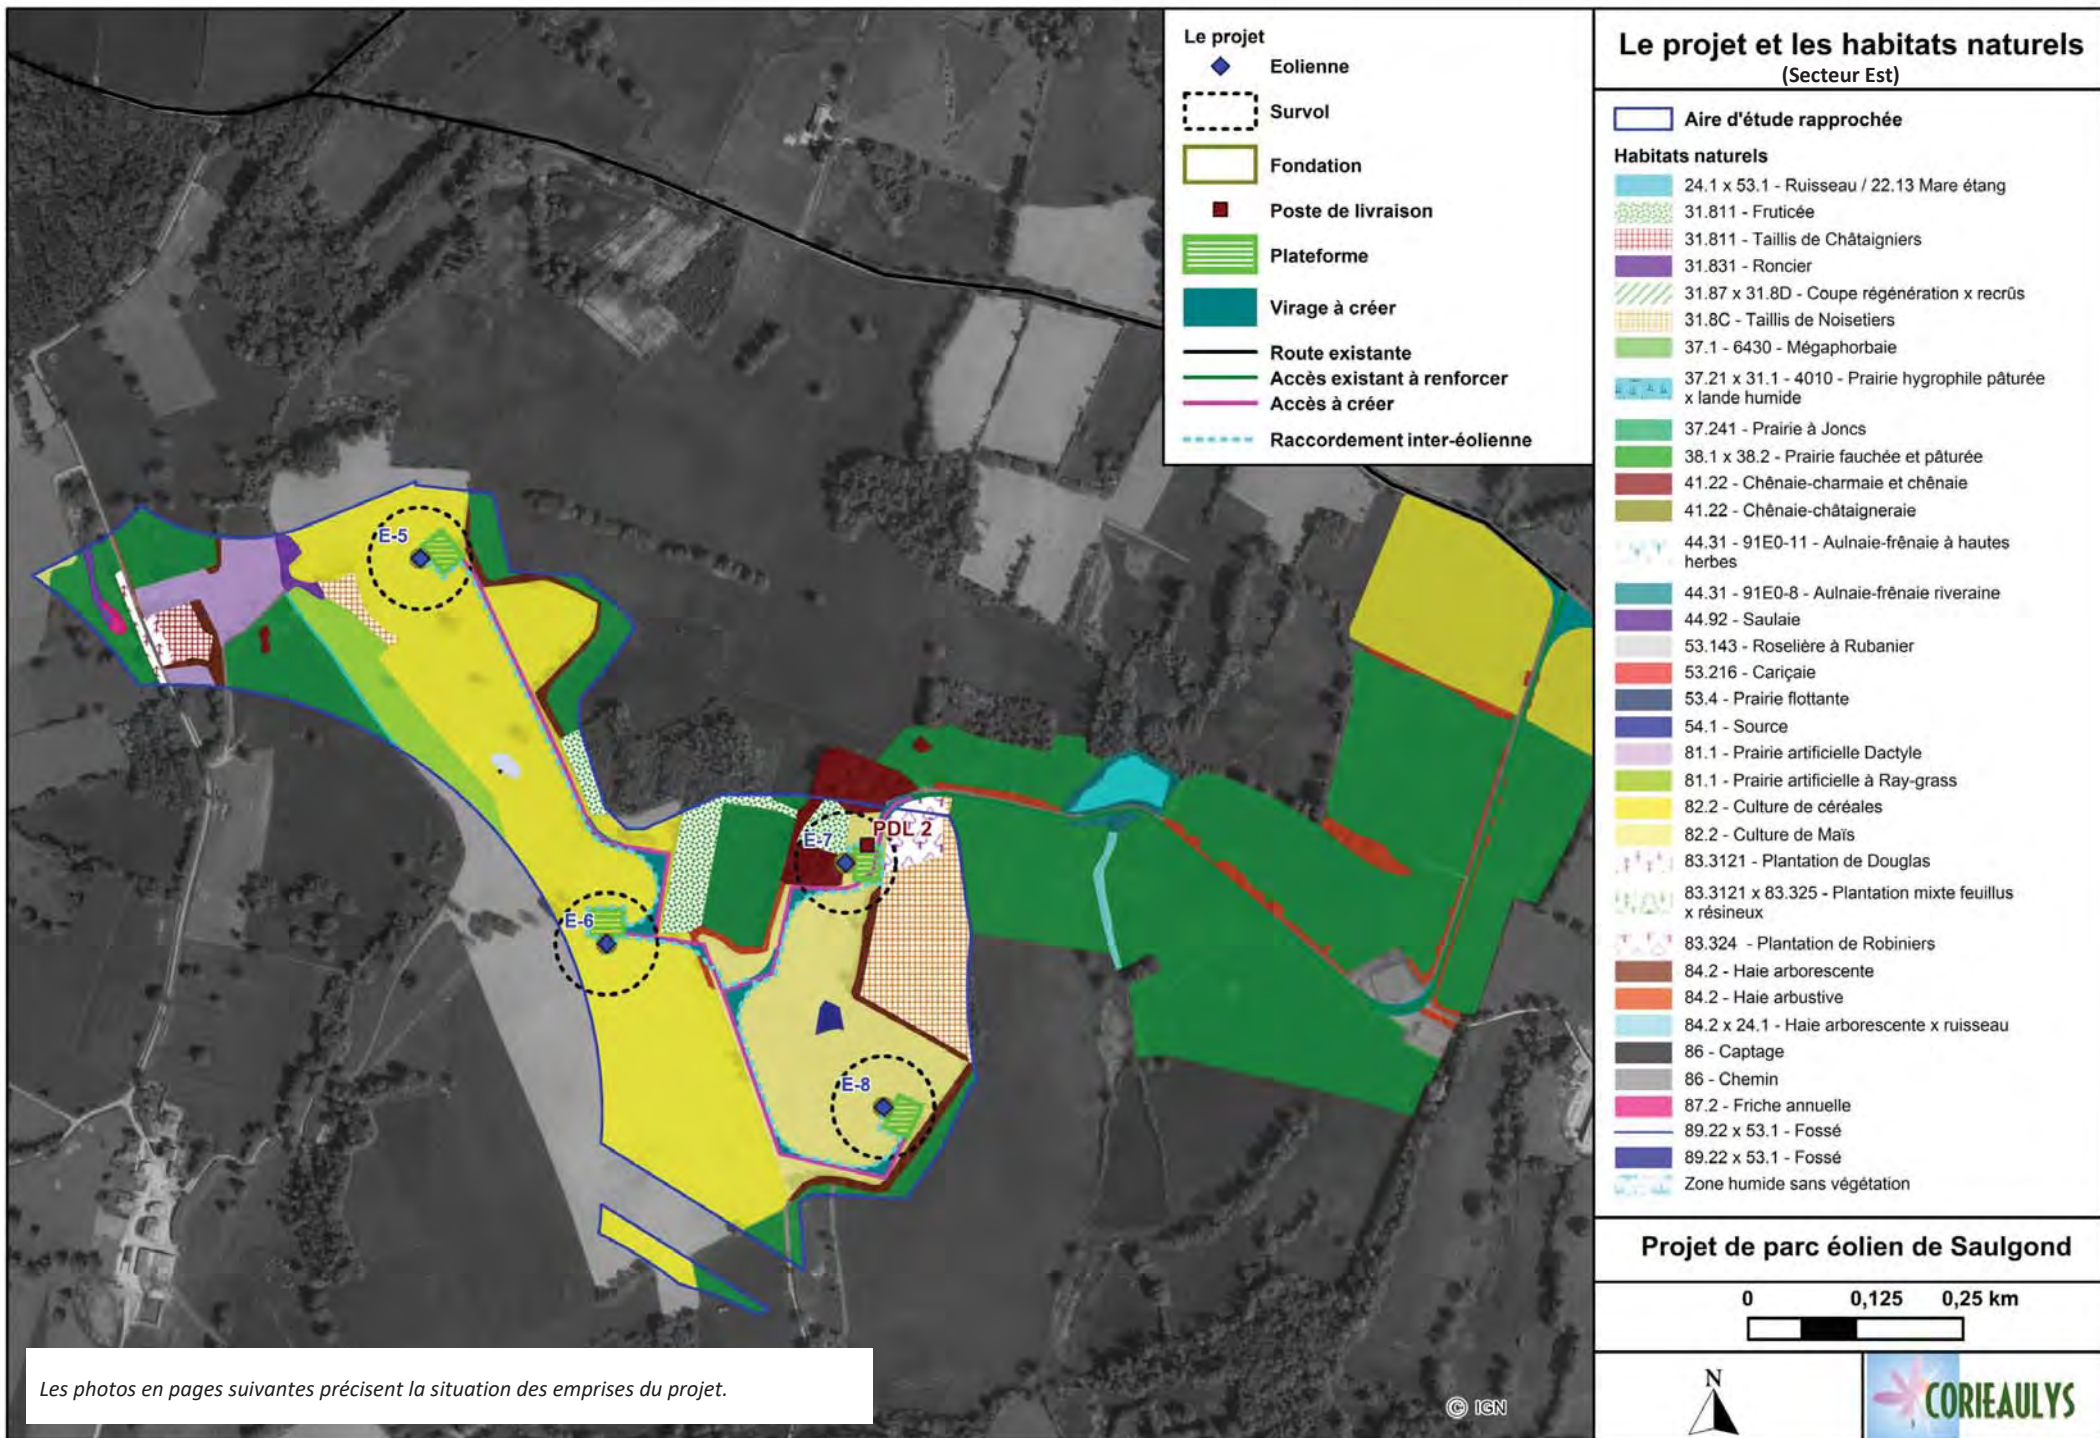 Le projet
Eolienne
Survol
Fondation
Poste de livraison
Plateforme
Virage à créer
Route existante
Accès existant à renforcer
Accès à créer
Raccordement inter-éolienne
E-5
E-6
E-7
PDL 2
E-8
Les photos en pages suivantes précisent la situation des emprises du projet.
© IGN
Le projet et les habitats naturels
(Secteur Est)
Aire d'étude rapprochée
Habitats naturels
24.1 x 53.1 - Ruisseau / 22.13 Mare étang
31.811 - Fruticée
31.811 - Taillis de Châtaigniers
31.831 - Roncier
31.87 x 31.8D - Coupe régénération x recrûs
31.8C - Taillis de Noisetiers
37.1 - 6430 - Mégaphorbaie
37.21 x 31.1 - 4010 - Prairie hygrophile pâturée
x lande humide
37.241 - Prairie à Joncs
38.1 x 38.2 - Prairie fauchée et pâturée
41.22 - Chênaie-charmaie et chênaie
41.22 - Chênaie-châtaigneraie
44.31 - 91E0-11 - Aulnaie-frênaie à hautes
herbes
44.31 - 91E0-8 - Aulnaie-frênaie riveraine
44.92 - Saulaie
53.143 - Roselière à Rubanier
53.216 - Cariçaie
53.4 - Prairie flottante
54.1 - Source
81.1 - Prairie artificielle Dactyle
81.1 - Prairie artificielle à Ray-grass
82.2 - Culture de céréales
82.2 - Culture de Maïs
83.3121 - Plantation de Douglas
83.3121 x 83.325 - Plantation mixte feuillus
x résineux
83.324 - Plantation de Robiniers
84.2 - Haie arborescente
84.2 - Haie arbustive
84.2 x 24.1 - Haie arborescente x ruisseau
86 - Captage
86 - Chemin
87.2 - Friche annuelle
89.22 x 53.1 - Fossé
89.22 x 53.1 - Fossé
Zone humide sans végétation
Projet de parc éolien de Saulgond
0 0,125 0,25 km
N
CORIEAULYS